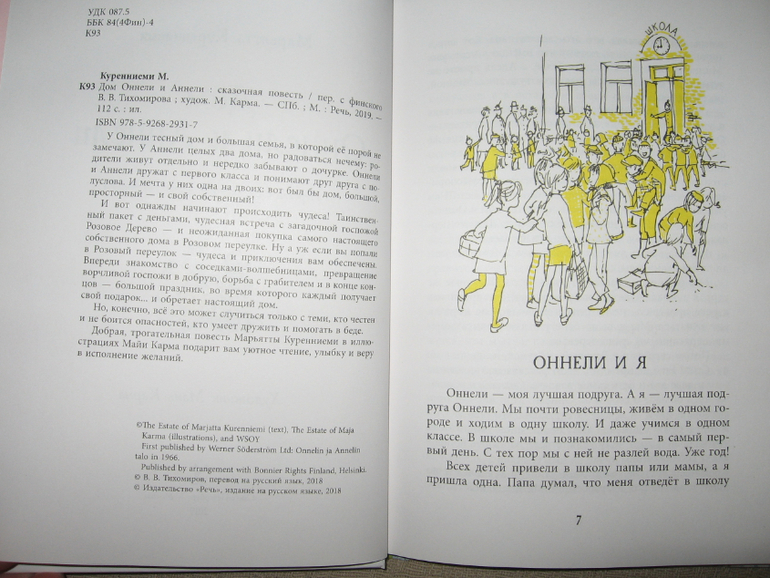 УДК 087.5
ББК 84(4Фин)-4
К93
Куренниеми М.
К93 Дом Оннели и Аннели : сказочная повесть / пер. с финского
В. В. Тихомирова ; худож. М. Карма. — СПб. ; М. : Речь, 2019. —
112 с. : ил.
ISBN 978-5-9268-2931-7
У Оннели тесный дом и большая семья, в которой её порой не
замечают. У Аннели целых два дома, но радоваться нечему: ро-
дители живут отдельно и нередко забывают о дочурке. Оннели
и Аннели дружат с первого класса и понимают друг друга с по-
луслова. И мечта у них одна на двоих: вот был бы дом, большой,
просторный — и свой собственный!
И вот однажды начинают происходить чудеса! Таинствен-
ный пакет с деньгами, чудесная встреча с загадочной госпожой
Розовое Дерево — и неожиданная покупка самого настоящего
собственного дома в Розовом переулке. Ну а уж если вы попали
в Розовый переулок — чудеса и приключения вам обеспечены.
Впереди знакомство с соседками-волшебницами, превращение
ворчливой госпожи в добрую, борьба с грабителем и в конце кон-
цов — большой праздник, во время которого каждый получает
свой подарок... и обретает настоящий дом.
Но, конечно, всё это может случиться только с теми, кто честен
и не боится опасностей, кто умеет дружить и помогать в беде.
Добрая, трогательная повесть Марьятты Куренниеми в иллю-
страциях Майи Карма подарит вам уютное чтение, улыбку и веру
в исполнение желаний.
©The Estate of Marjatta Kurenniemi (text), The Estate of Maja
Karma (illustrations), and WSOY
First published by Werner Söderström Ltd: Onnelin ja Annelin
talo in 1966.
Published by arrangement with Bonnier Rights Finland, Helsinki.
© В. В. Тихомиров, перевод на русский язык, 2018
© Издательство «Речь», издание на русском языке, 2018
ШКОЛА
ОННЕЛИ И Я
Оннели — моя лучшая подруга. А я — лучшая под-
руга Оннели. Мы почти ровесницы, живём в одном го-
роде и ходим в одну школу. И даже учимся в одном
классе. В школе мы и познакомились — в самый пер-
вый день. С тех пор мы с ней не разлей вода. Уже год!
Всех детей привели в школу папы или мамы, а я
пришла одна. Папа думал, что меня отведёт в школу
7